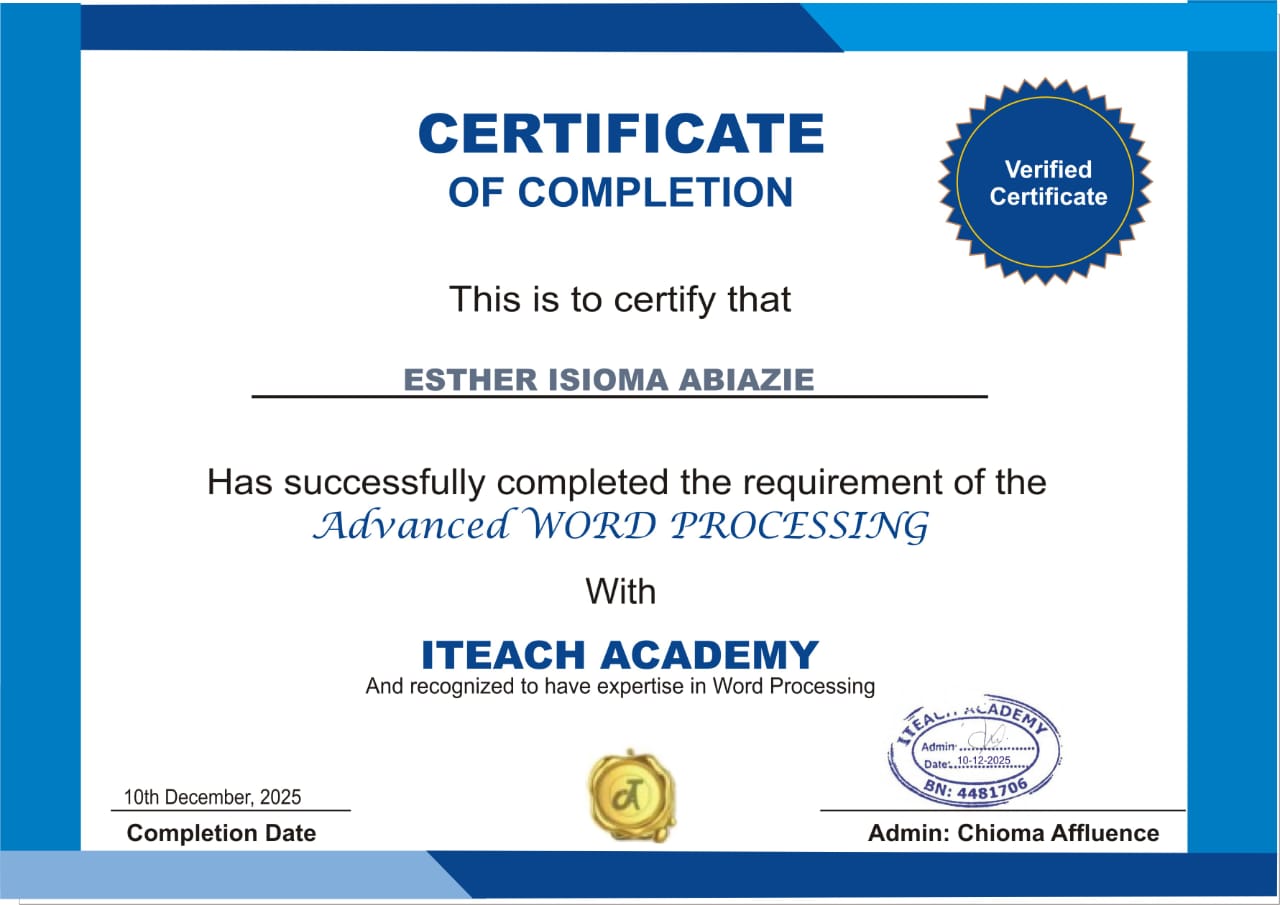 CERTIFICATE
OF COMPLETION
Verified
Certificate
This is to certify that
ESTHER ISIOMA ABIAZIE
Has successfully completed the requirement of the
Advanced WORD PROCESSING
With
ITEACH ACADEMY
And recognized to have expertise in Word Processing
ITEACH ACADEMY
Admin:
Date: 10-12-2025
BN: 4481706
10th December, 2025
Completion Date
Admin: Chioma Affluence